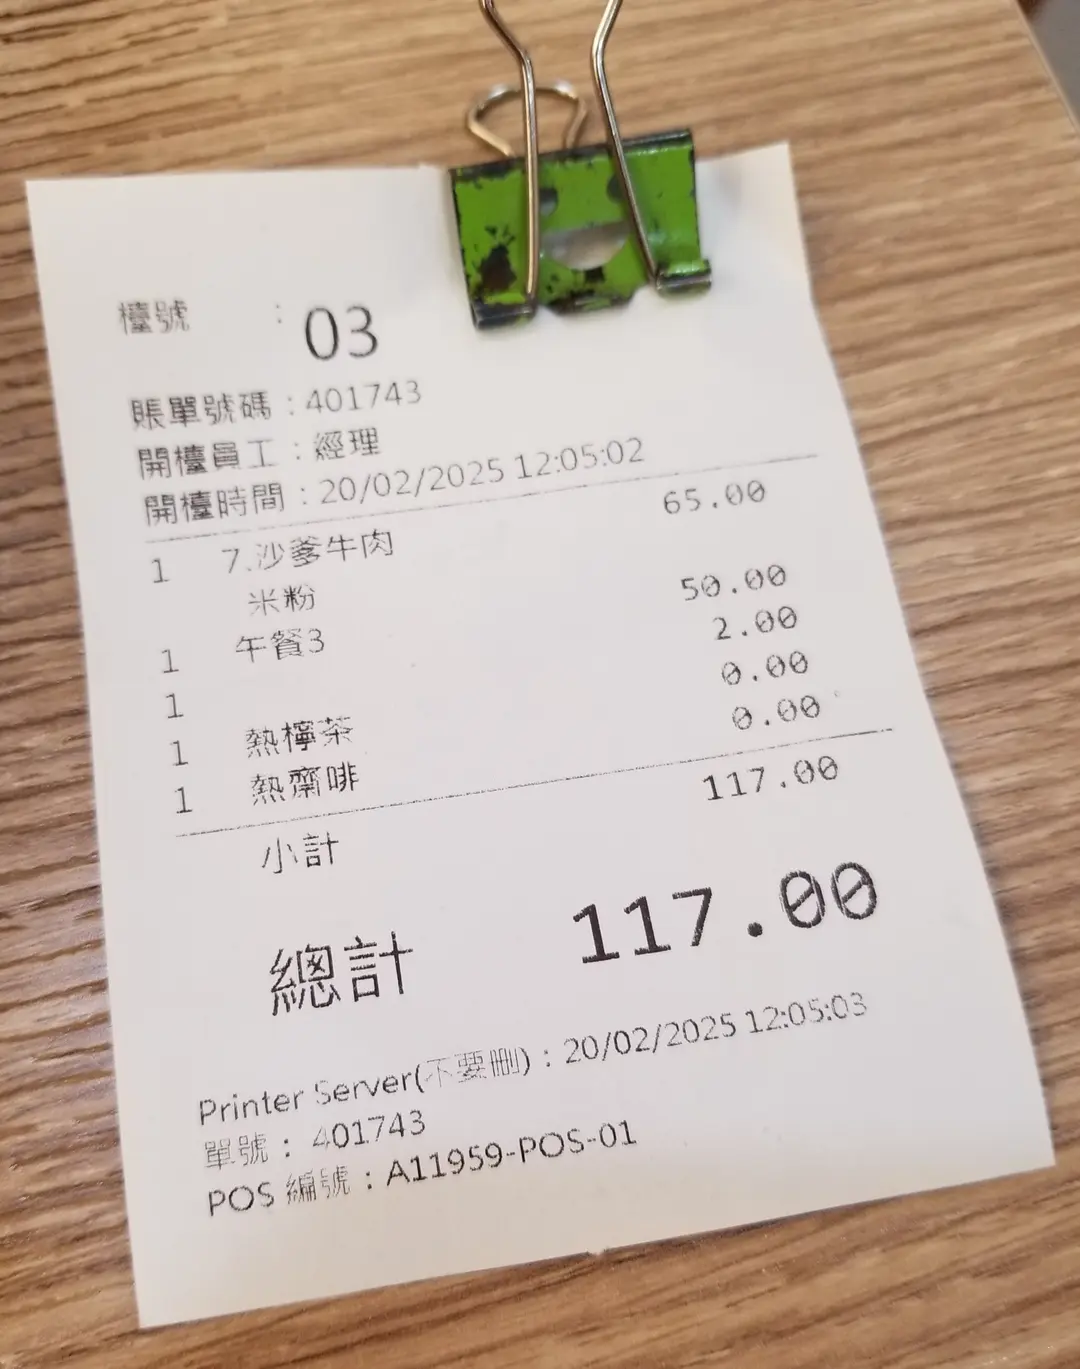 檯號 : 03
賬單號碼 : 401743
開檯員工 : 經理
開檯時間 : 20/02/2025 12:05:02
1 7.沙爹牛肉 65.00
米粉
1 午餐3 50.00
1 2.00
1 熱檸茶 0.00
1 熱齋啡 0.00
小計 117.00
總計 117.00
Printer Server(不要刪) : 20/02/2025 12:05:03
單號 : 401743
POS 編號 : A11959-POS-01